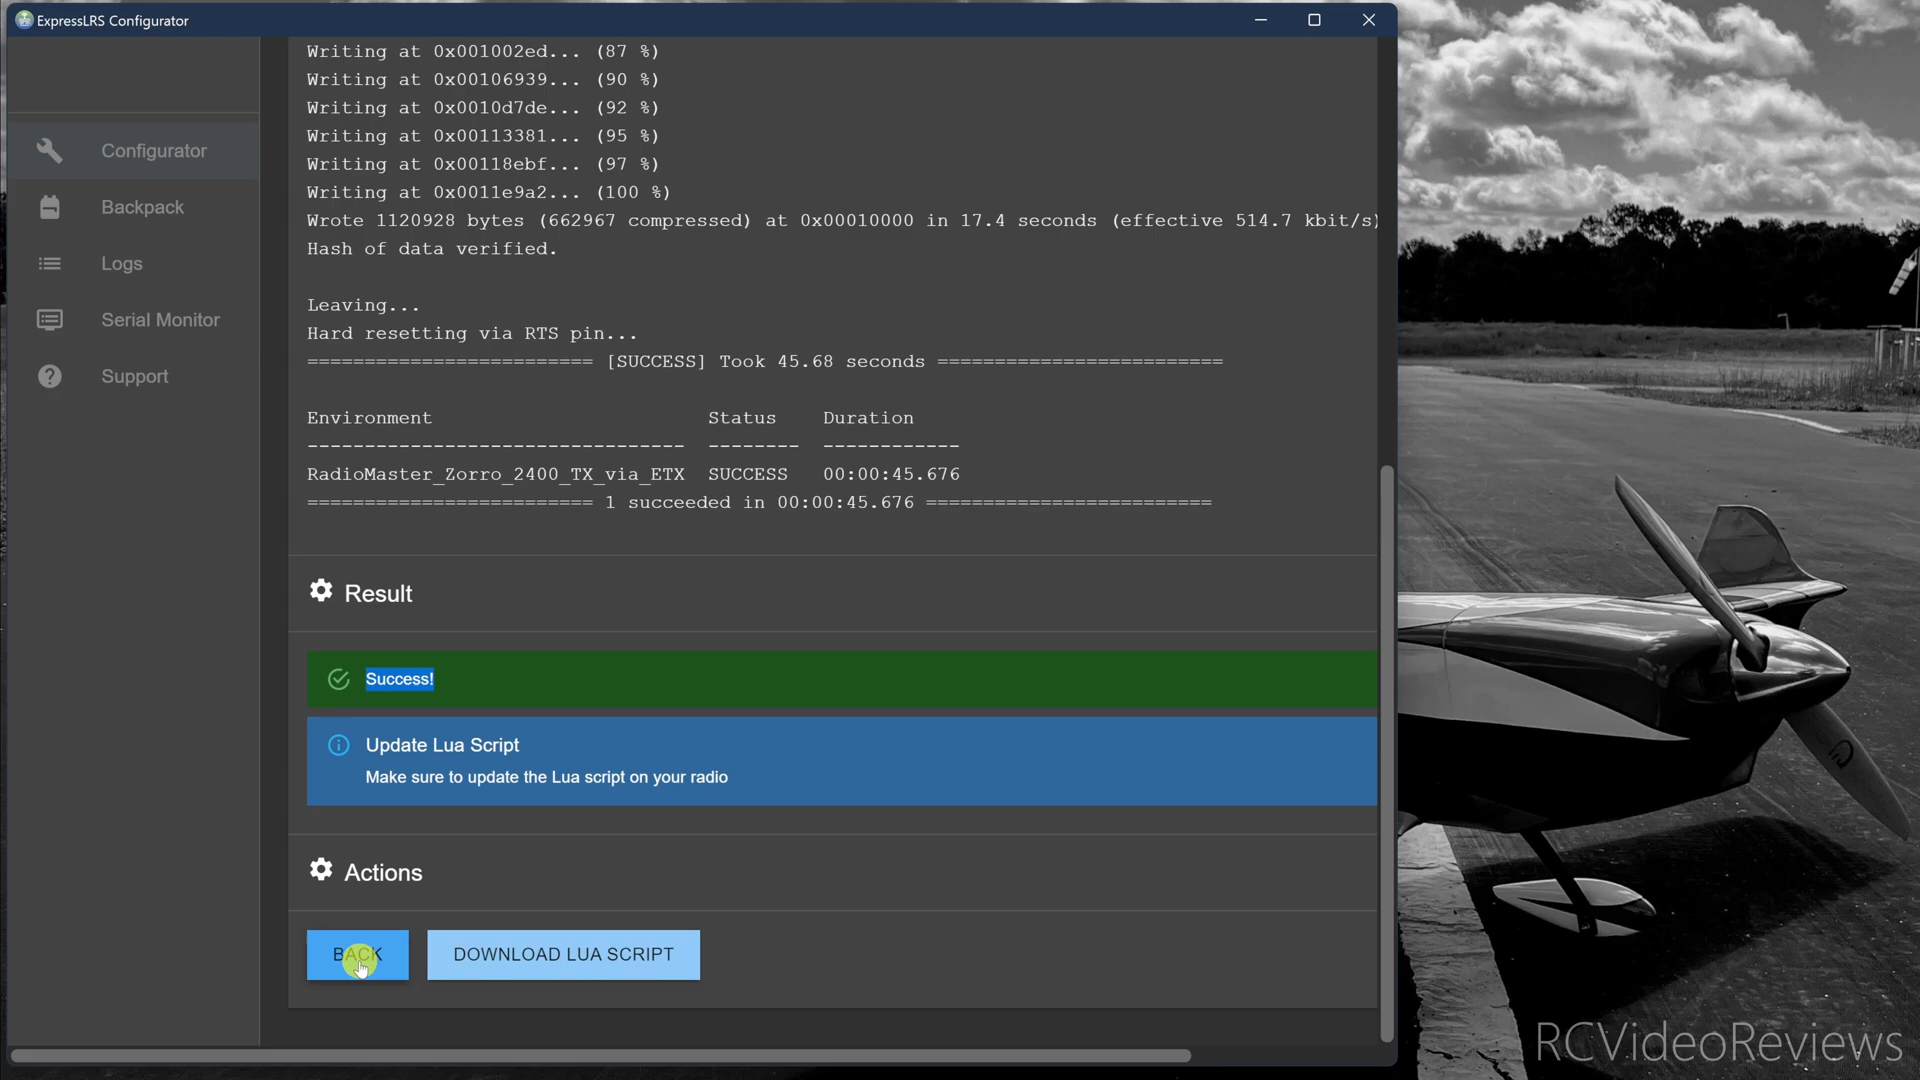 ExpressLRS Configurator
Configurator
Backpack
Logs
Serial Monitor
Support
Writing at 0x001002ed... (87 %)
Writing at 0x00106939... (90 %)
Writing at 0x0010d7de... (92 %)
Writing at 0x00113381... (95 %)
Writing at 0x00118ebf... (97 %)
Writing at 0x0011e9a2... (100 %)
Wrote 1120928 bytes (662967 compressed) at 0x00010000 in 17.4 seconds (effective 514.7 kbit/s)
Hash of data verified.
Leaving...
Hard resetting via RTS pin...
========================= [SUCCESS] Took 45.68 seconds =========================
Environment Status Duration
--------------------------------- -------- ------------
RadioMaster_Zorro_2400_TX_via_ETX SUCCESS 00:00:45.676
========================= 1 succeeded in 00:00:45.676 =========================
Result
Success!
Update Lua Script
Make sure to update the Lua script on your radio
Actions
BACK DOWNLOAD LUA SCRIPT
RCVideoReviews